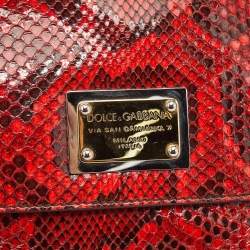 DOLCE & GABBANA
VIA SAN DAMIANO 7
MILANO
ITALIA